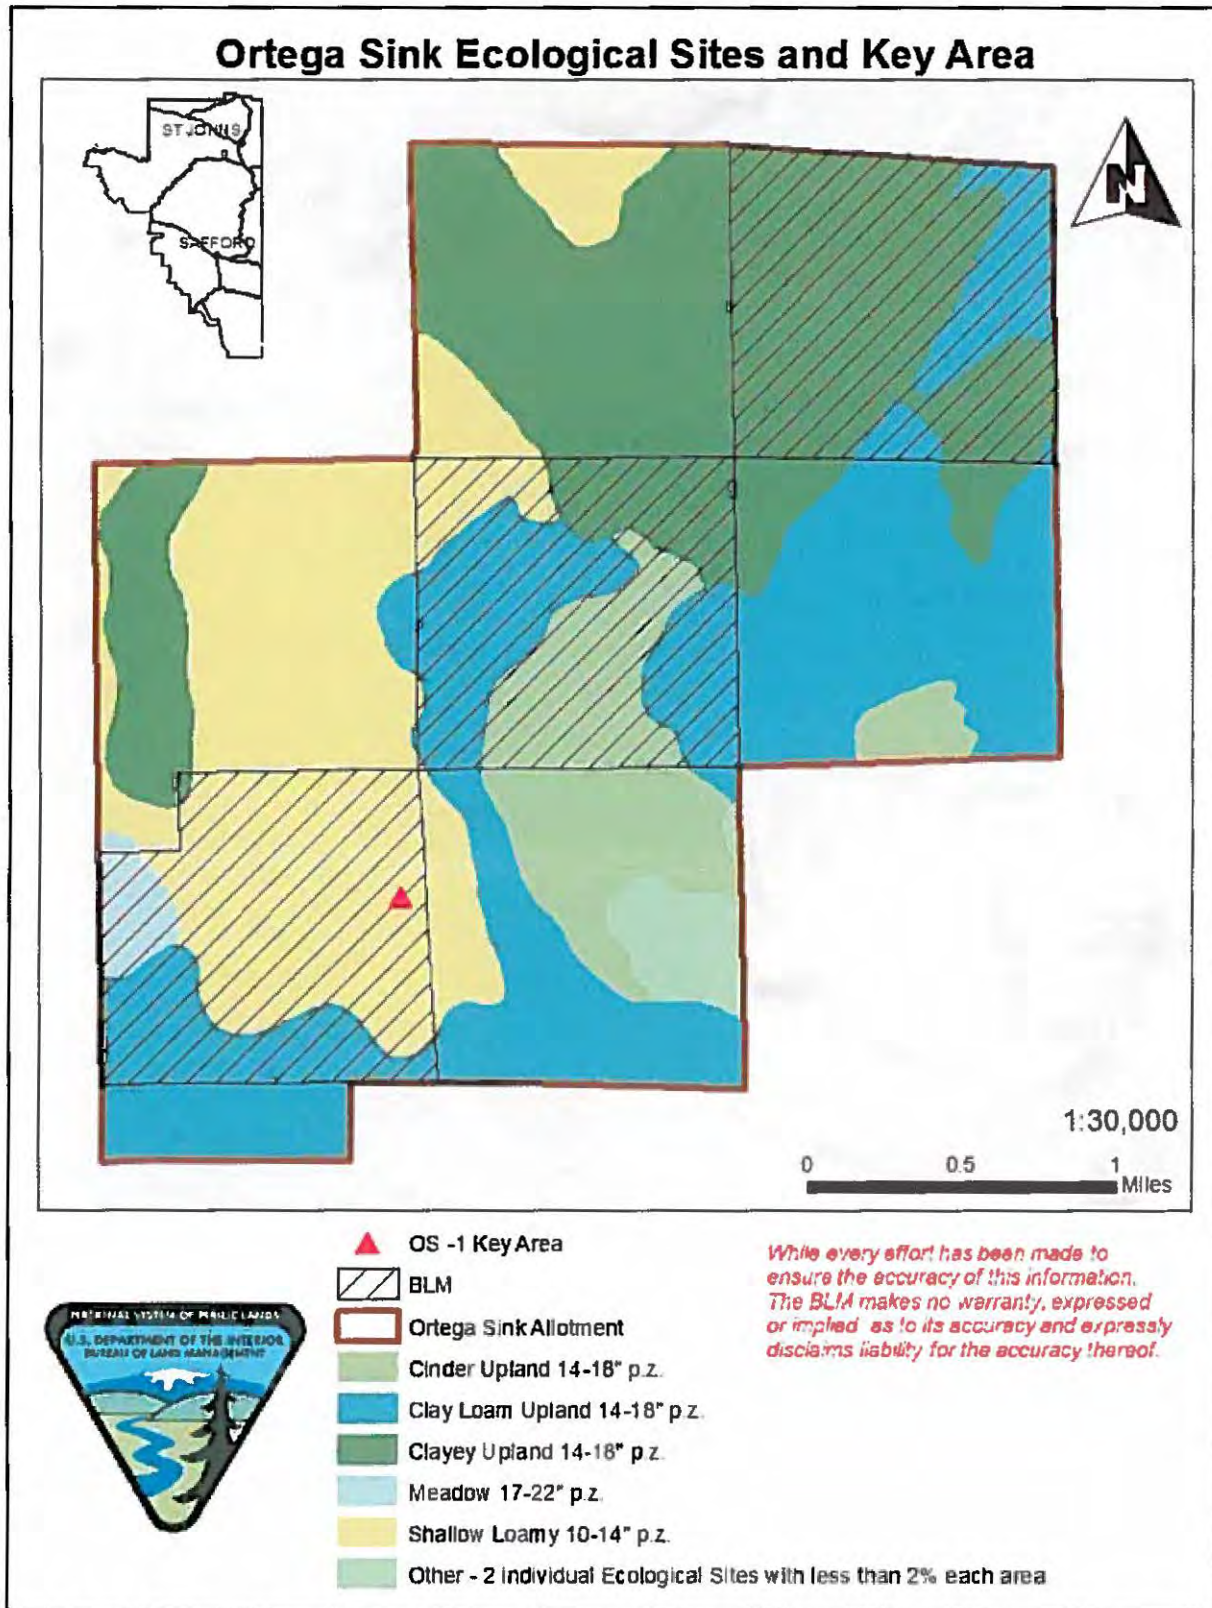 Ortega Sink Ecological Sites and Key Area
ST JOHNS
SAFFORD
N
1:30,000
0 0.5 1
Miles
OS -1 Key Area
BLM
Ortega Sink Allotment
Cinder Upland 14-18" p.z.
Clay Loam Upland 14-18" p.z.
Clayey Upland 14-18" p.z.
Meadow 17-22" p.z.
Shallow Loamy 10-14" p.z.
Other - 2 individual Ecological Sites with less than 2% each area
While every effort has been made to
ensure the accuracy of this information.
The BLM makes no warranty, expressed
or implied as to its accuracy and expressly
disclaims liability for the accuracy thereof.
NATIONAL SYSTEM OF PUBLIC LANDS
U.S. DEPARTMENT OF THE INTERIOR
BUREAU OF LAND MANAGEMENT